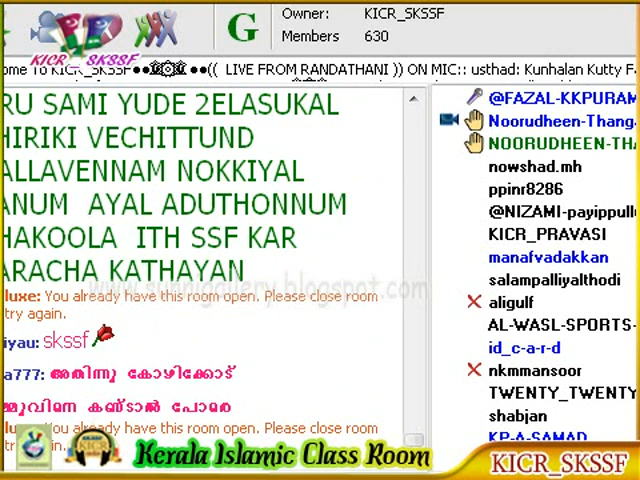 Owner: KICR_SKSSF
G
Members 630
KICR_SKSSF
ome To KICR_SKSSF
(( LIVE FROM RANDATHANI )) ON MIC:: usthad: Kunhalan Kutty F
RU SAMI YUDE 2ELASUKAL
HIRIKI VECHITTUND
ALLAVENNAM NOKKIYAL
ANUM AYAL ADUTHONNUM
HAKOOLA ITH SSF KAR
ARACHA KATHAYAN
luxe: You already have this room open. Please close room
try again.
iyau: skssf
a777: അതിന്നു കോഴിക്കോട്
മ്മുവിനെ കണ്ടാൽ പോരെ
luxe: You already have this room open. Please close room
try again.
@FAZAL-KKPURAM
Noorudheen-Thang
NOORUDHEEN-THA
nowshad.mh
ppinr8286
@NIZAMI-payippull
KICR_PRAVASI
manafvadakkan
salampalliyalthodi
aligulf
AL-WASL-SPORTS-
id_c-a-r-d
nkmmansoor
TWENTY_TWENTY
shabjan
KP-A-SAMAD
Kerala Islamic Class Room
KICR_SKSSF